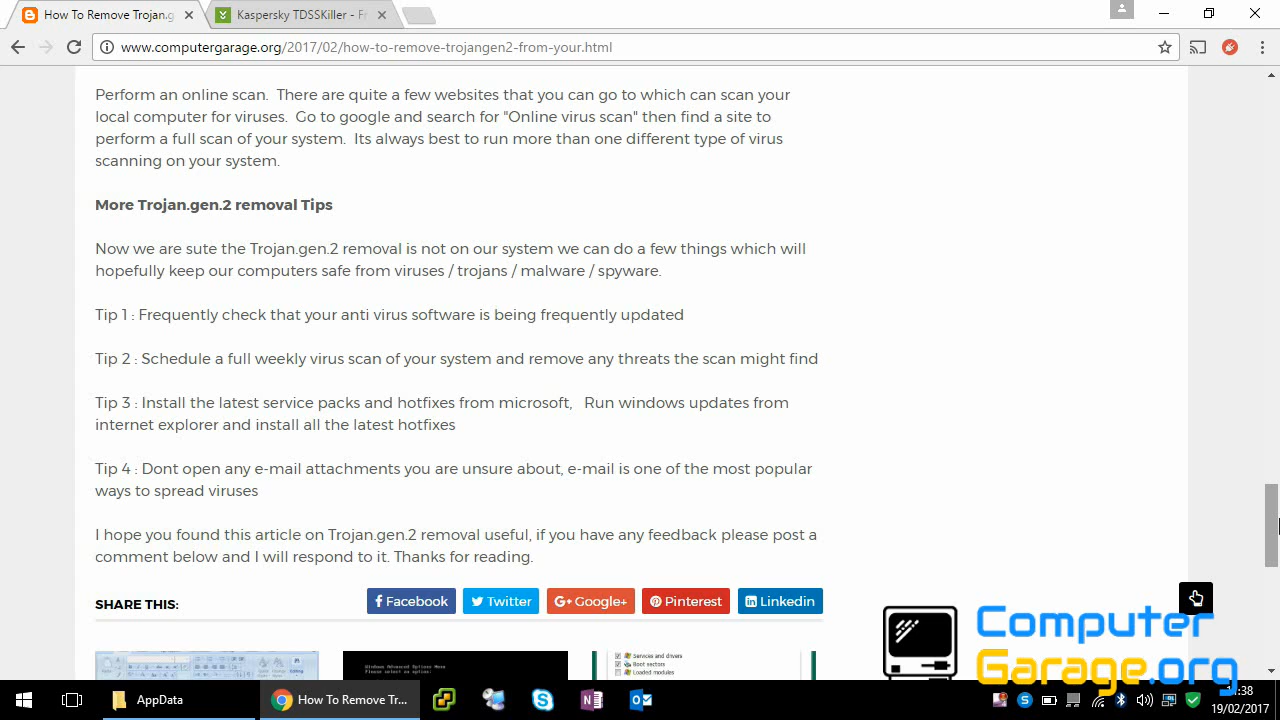 How To Remove Trojan.g
Kaspersky TDSSKiller - Fr
www.computergarage.org/2017/02/how-to-remove-trojangen2-from-your.html
Perform an online scan.  There are quite a few websites that you can go to which can scan your
local computer for viruses.  Go to google and search for "Online virus scan" then find a site to
perform a full scan of your system.  Its always best to run more than one different type of virus
scanning on your system.
More Trojan.gen.2 removal Tips
Now we are sute the Trojan.gen.2 removal is not on our system we can do a few things which will
hopefully keep our computers safe from viruses / trojans / malware / spyware.
Tip 1 : Frequently check that your anti virus software is being frequently updated
Tip 2 : Schedule a full weekly virus scan of your system and remove any threats the scan might find
Tip 3 : Install the latest service packs and hotfixes from microsoft,   Run windows updates from
internet explorer and install all the latest hotfixes
Tip 4 : Dont open any e-mail attachments you are unsure about, e-mail is one of the most popular
ways to spread viruses
I hope you found this article on Trojan.gen.2 removal useful, if you have any feedback please post a
comment below and I will respond to it. Thanks for reading.
SHARE THIS:
Facebook
Twitter
G+ Google+
Pinterest
Linkedin
Windows Advanced Options Menu
Please select an option:
Services and drivers
Boot sectors
Loaded modules
Computer
Garage.org
AppData
How To Remove Tr...
:38
19/02/2017